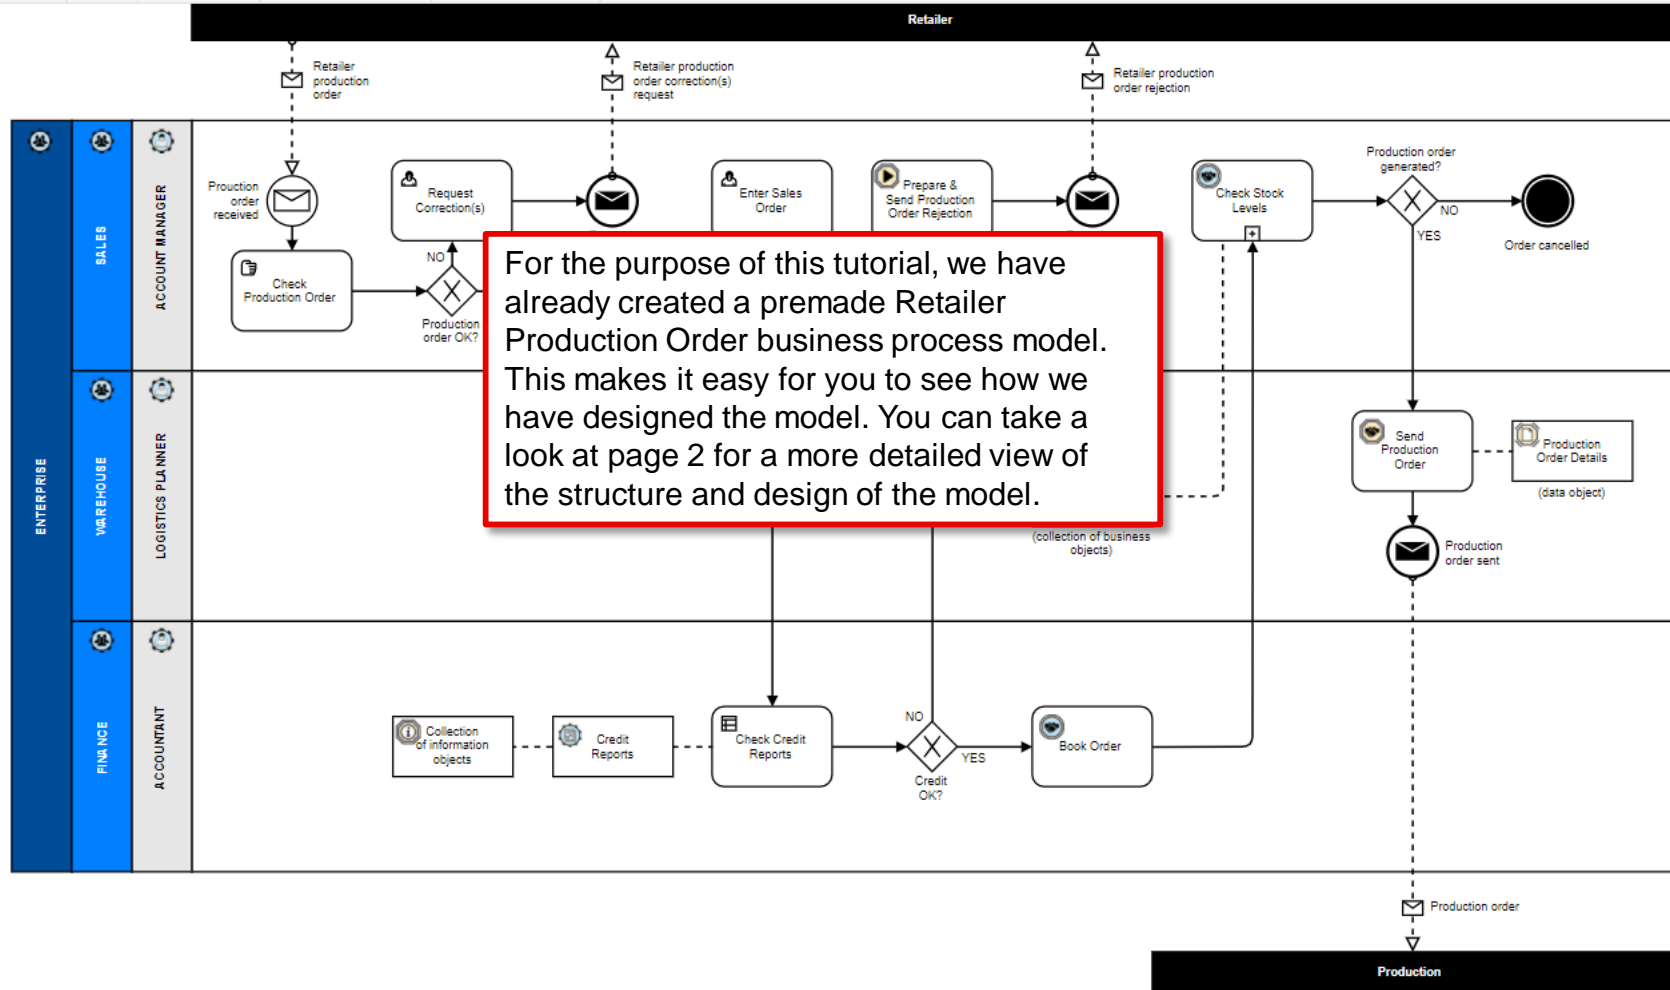 Retailer
Retailer
production
order
Retailer production
order correction(s)
request
Retailer production
order rejection
ENTERPRISE
SALES
ACCOUNT MANAGER
Prouction
order
received
Check
Production Order
Request
Correction(s)
NO
Production
order OK?
Enter Sales
Order
Prepare &
Send Production
Order Rejection
Check Stock
Levels
Production order
generated?
NO
YES
Order cancelled
For the purpose of this tutorial, we have
already created a premade Retailer
Production Order business process model.
This makes it easy for you to see how we
have designed the model. You can take a
look at page 2 for a more detailed view of
the structure and design of the model.
WAREHOUSE
LOGISTICS PLANNER
(collection of business
objects)
Send
Production
Order
Production
Order Details
(data object)
Production
order sent
FINANCE
ACCOUNTANT
Collection
of information
objects
Credit
Reports
Check Credit
Reports
NO
YES
Credit
OK?
Book Order
Production order
Production